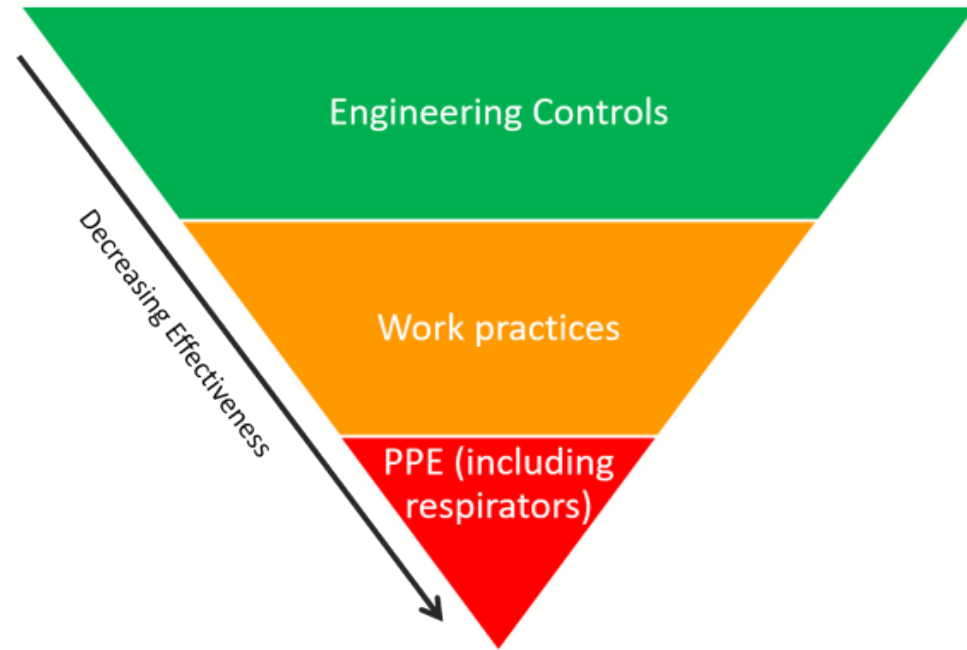 Engineering Controls
Decreasing Effectiveness
Work practices
PPE (including
respirators)